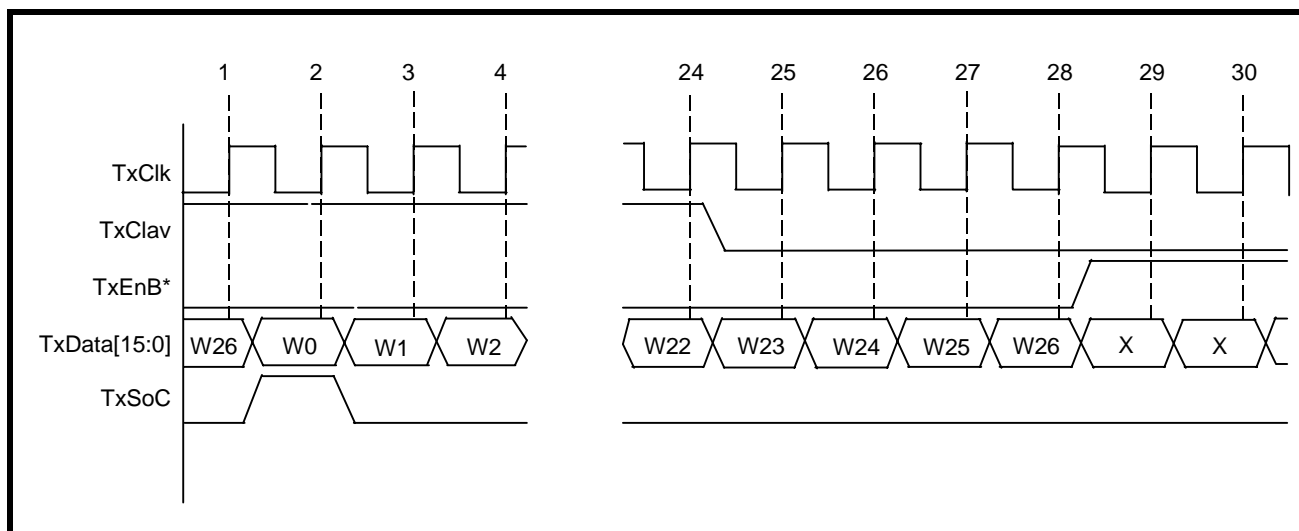 1 2 3 4 24 25 26 27 28 29 30
TxClk
TxClav
TxEnB*
TxData[15:0] W26 W0 W1 W2 W22 W23 W24 W25 W26 X X
TxSoC